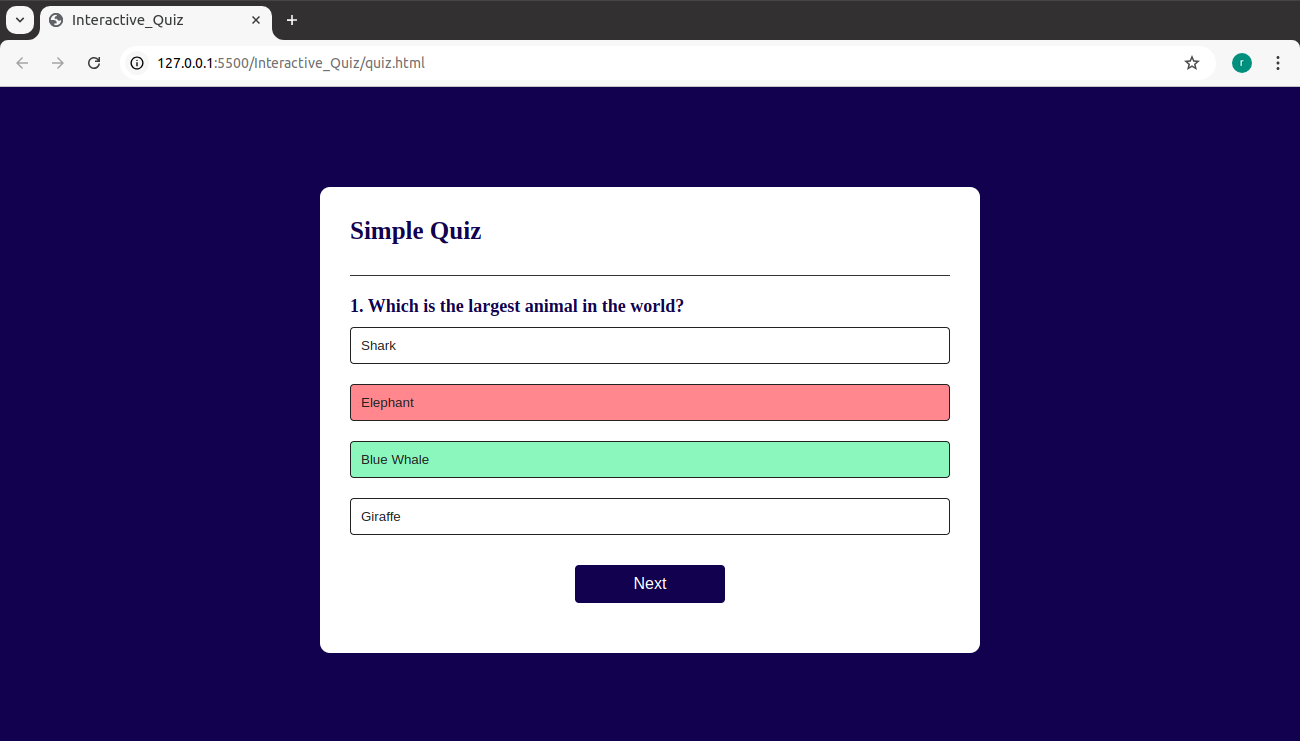 Interactive_Quiz
127.0.0.1:5500/Interactive_Quiz/quiz.html
r
Simple Quiz
1. Which is the largest animal in the world?
Shark
Elephant
Blue Whale
Giraffe
Next